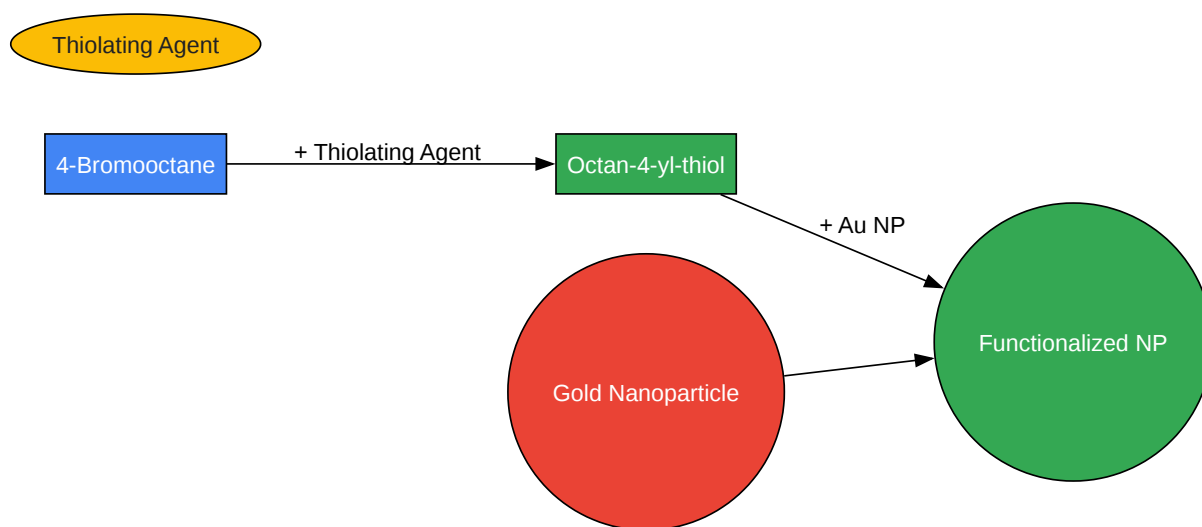 Thiolating Agent
4-Bromooctane
+ Thiolating Agent
Octan-4-yl-thiol
+ Au NP
Functionalized NP
Gold Nanoparticle